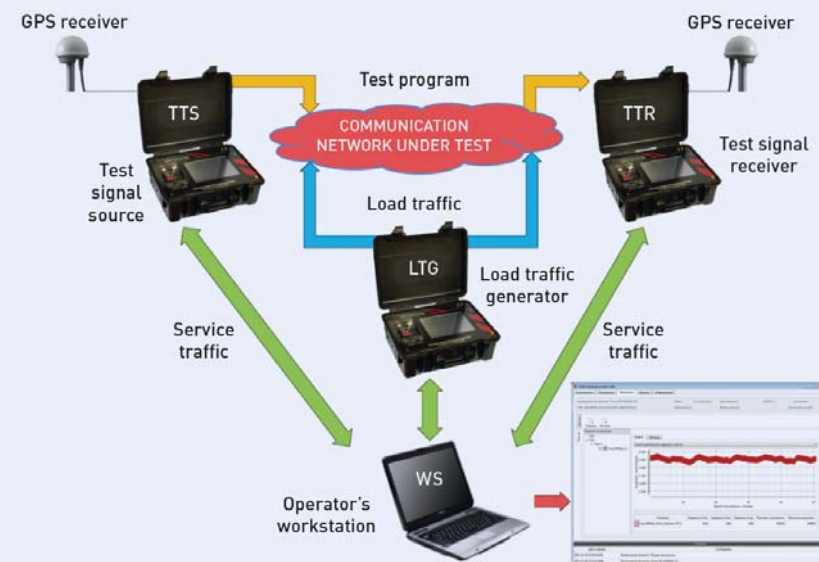 GPS receiver
GPS receiver
TTS
Test program
TTR
COMMUNICATION
NETWORK UNDER TEST
Test
signal
source
Test signal
receiver
Load traffic
LTG
Load traffic
generator
Service
traffic
Service
traffic
WS
Operator's
workstation